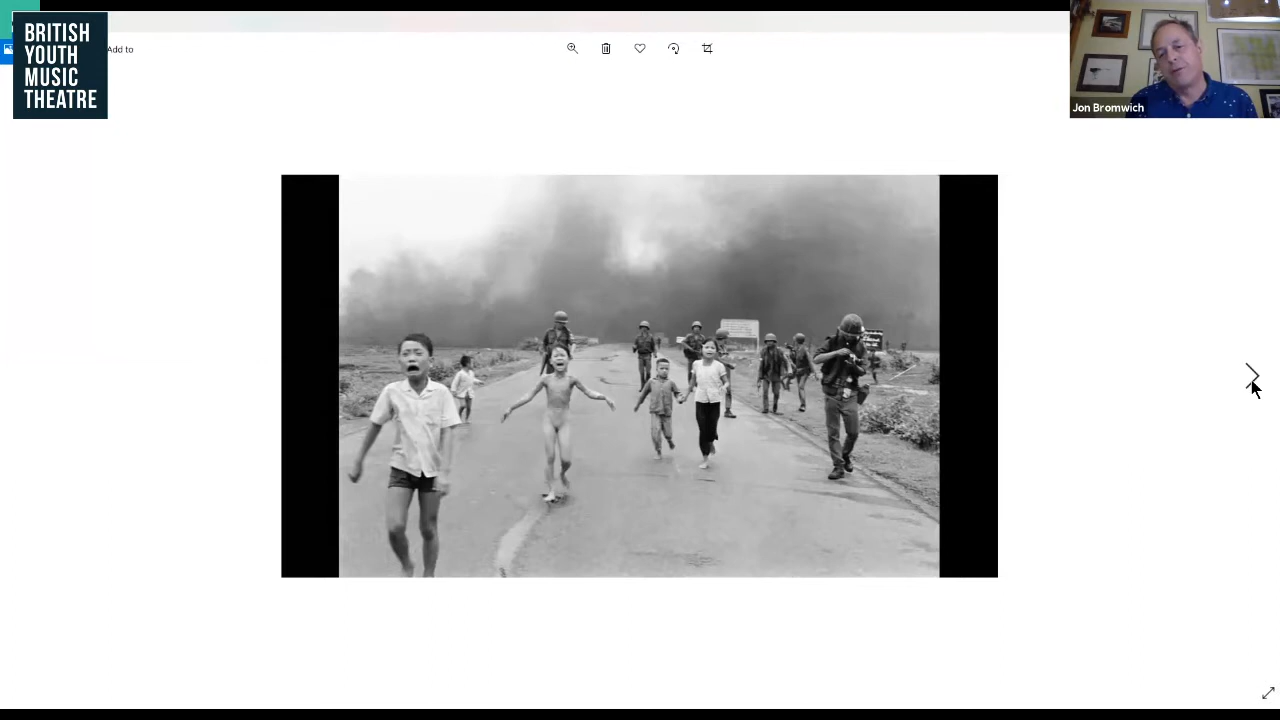 BRITISH
YOUTH
MUSIC
THEATRE
Add to
Jon Bromwich